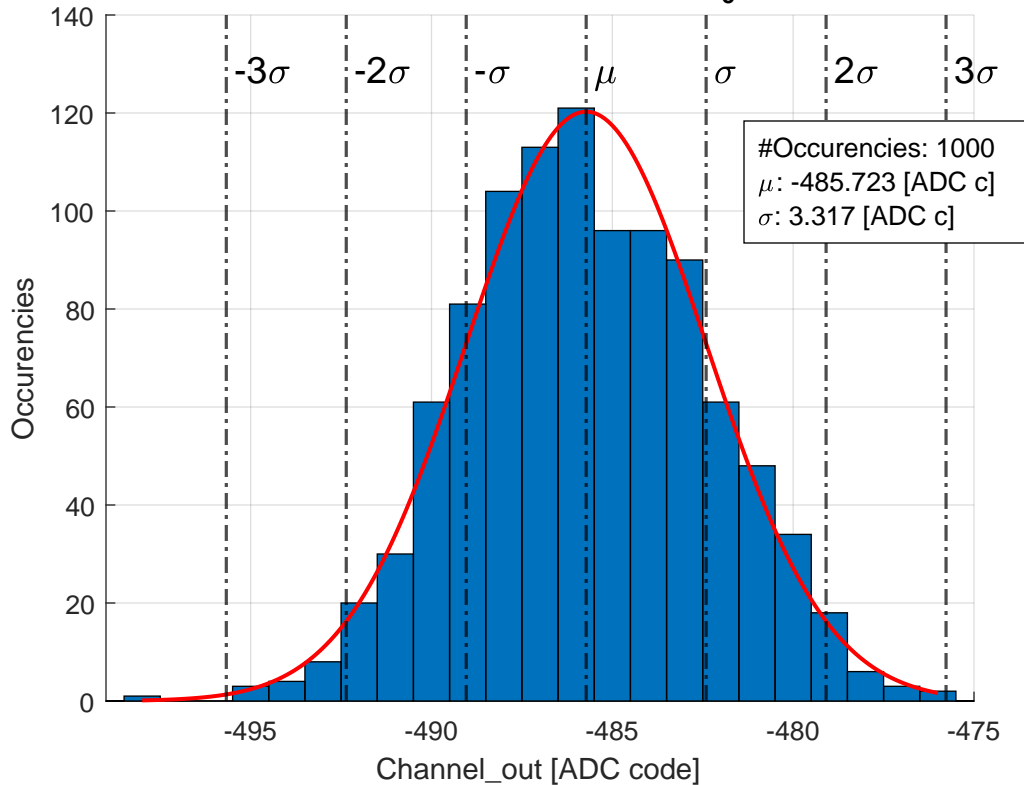 140
120
100
80
60
40
20
0
-3σ
-2σ
-σ
μ
σ
2σ
3σ
#Occurencies: 1000
μ: -485.723 [ADC c]
σ: 3.317 [ADC c]
Occurencies
-495
-490
-485
-480
-475
Channel_out [ADC code]